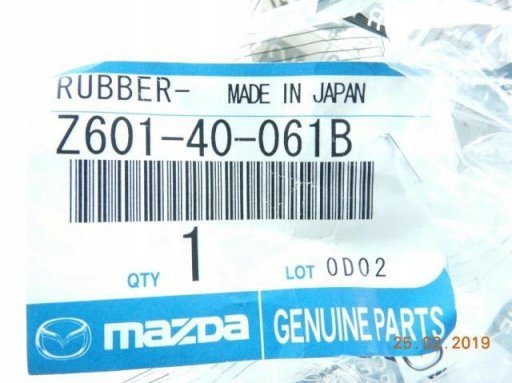 RUBBER- MADE IN JAPAN
Z601-40-061B
QTY 1 LOT 0D02
mazda GENUINE PARTS
25.02.2019